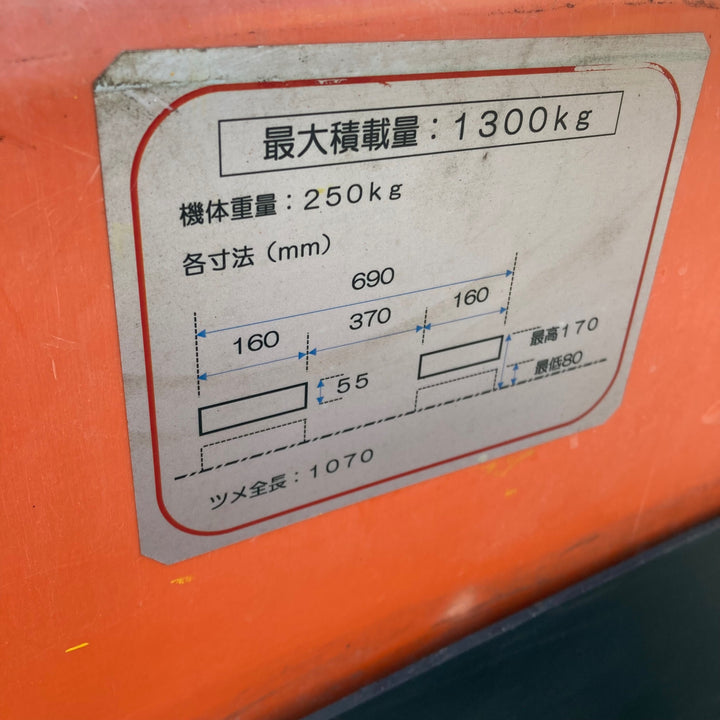 最大積載量：1300kg
機体重量：250kg
各寸法（mm）
690
160 370 160
55
最高170
最低80
ツメ全長：1070